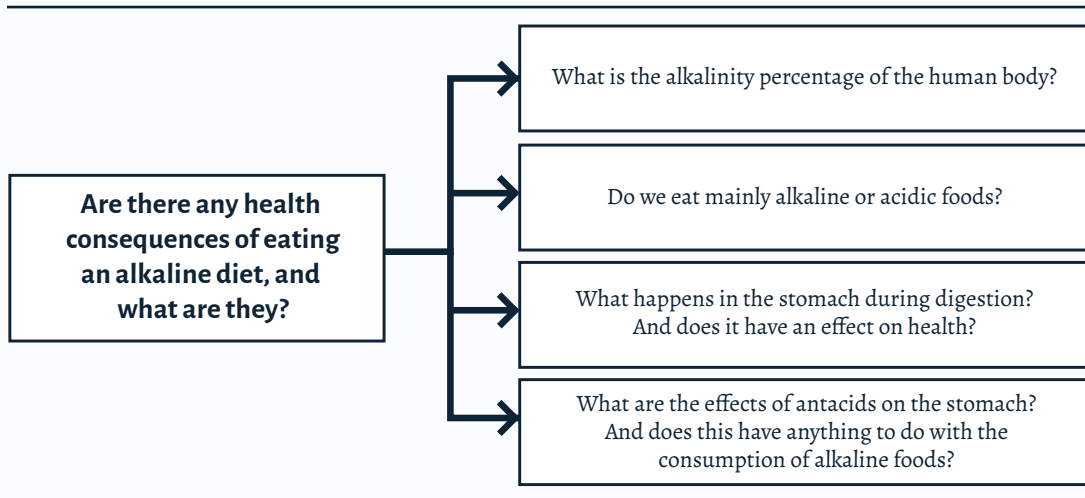 Are there any health
consequences of eating
an alkaline diet, and
what are they?
What is the alkalinity percentage of the human body?
Do we eat mainly alkaline or acidic foods?
What happens in the stomach during digestion?
And does it have an effect on health?
What are the effects of antacids on the stomach?
And does this have anything to do with the
consumption of alkaline foods?